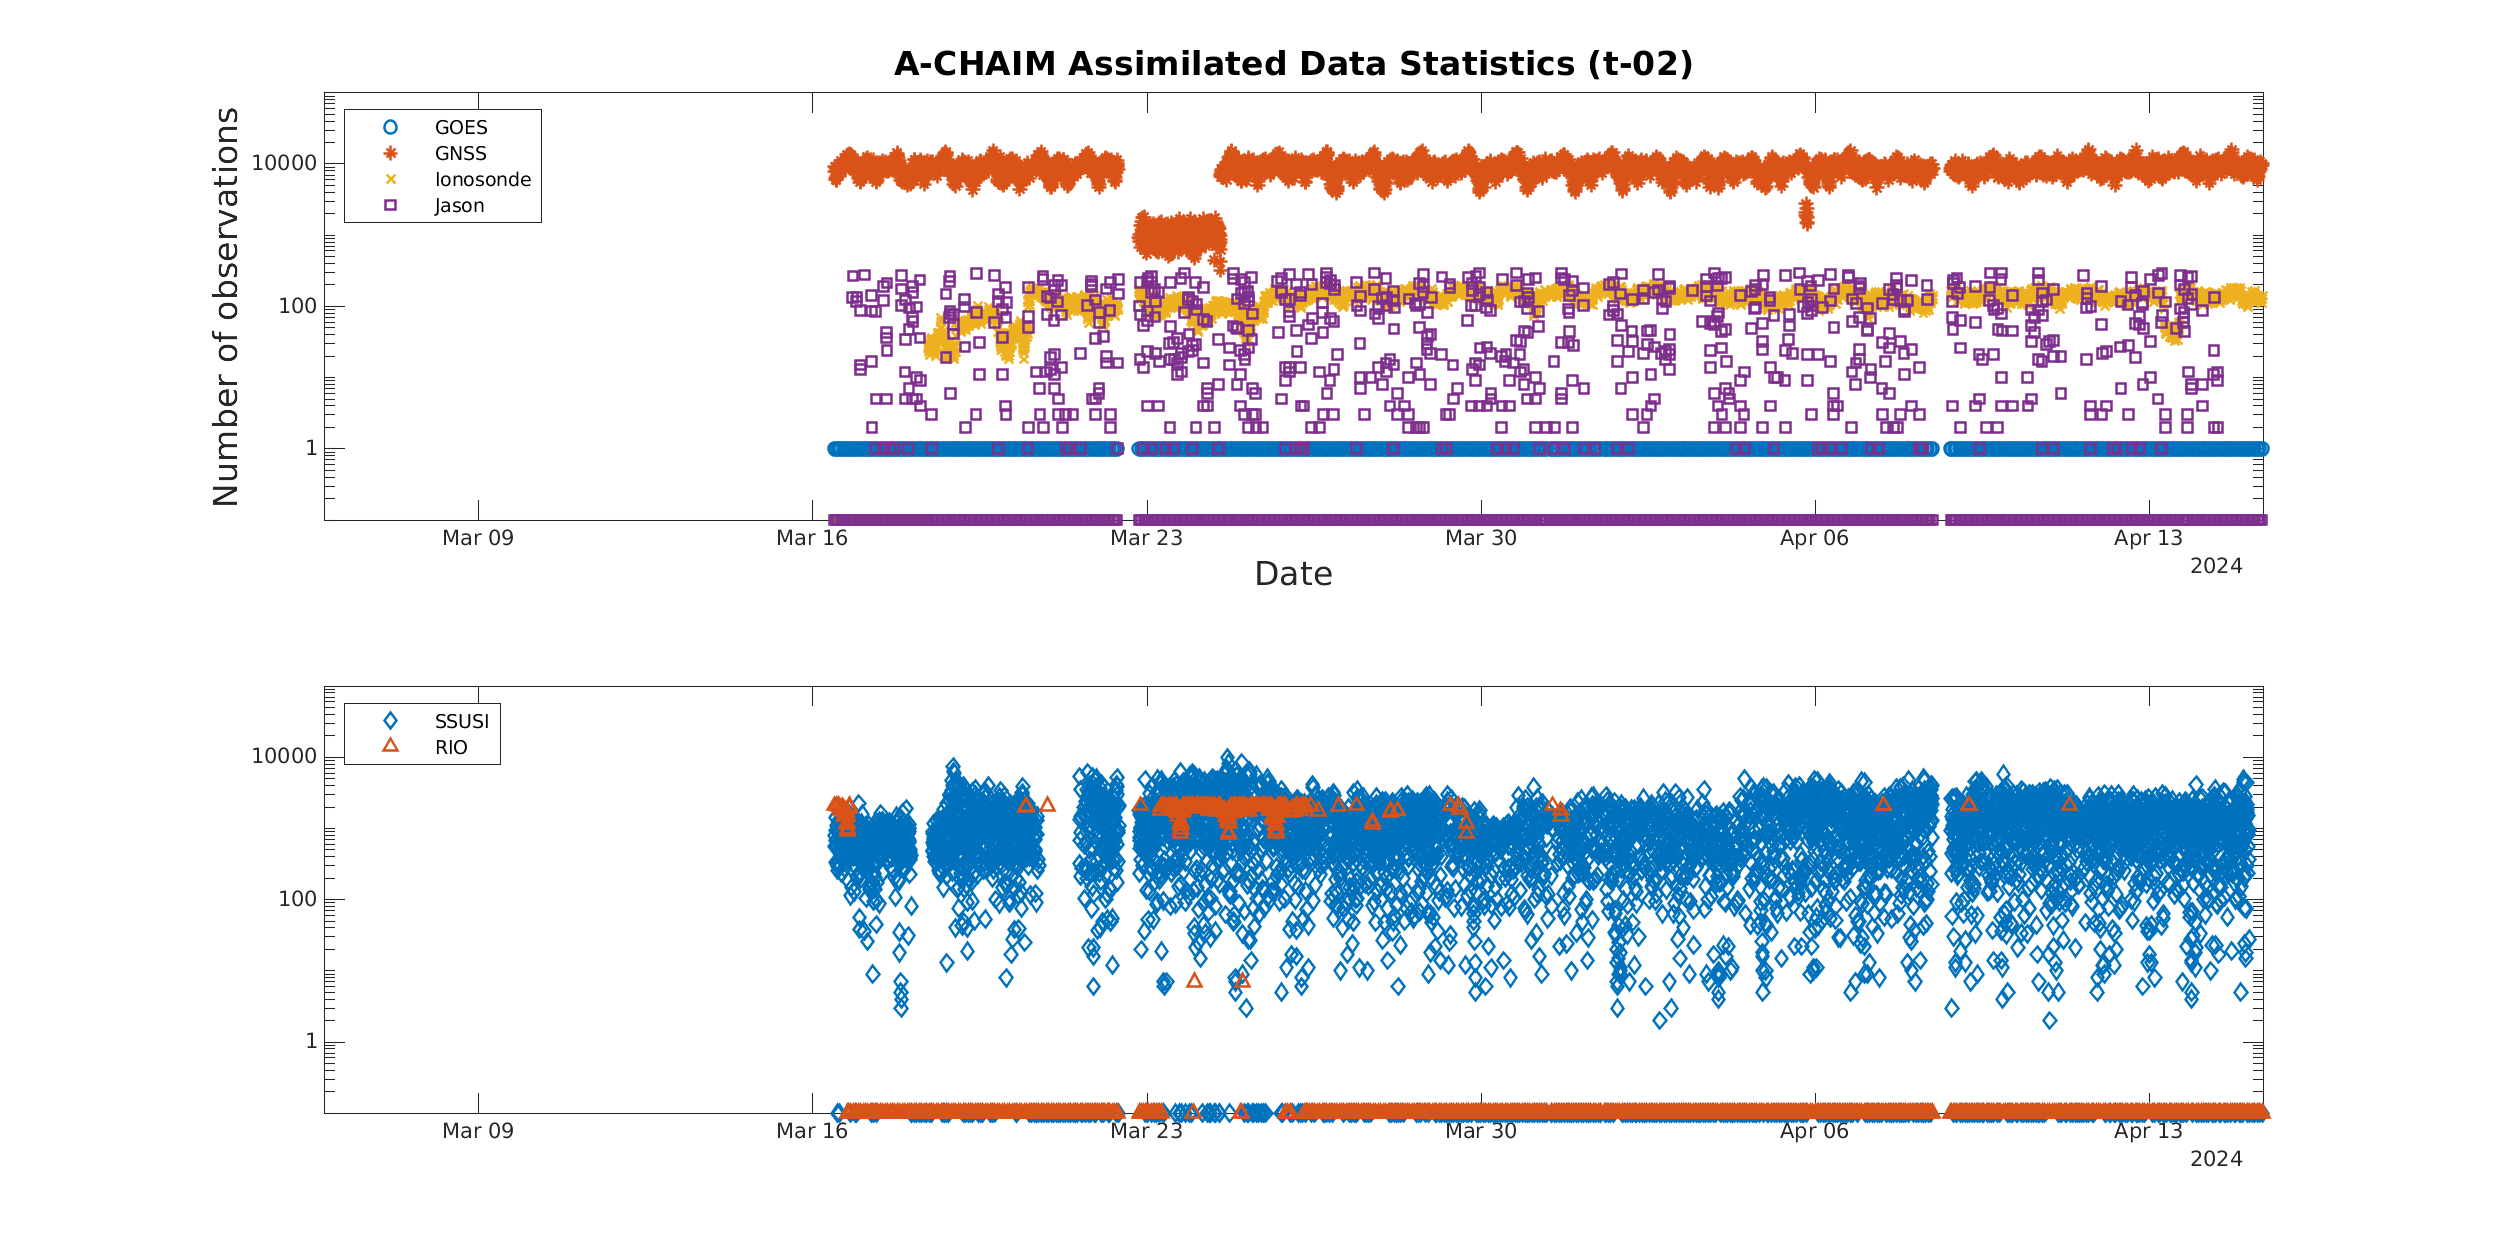 A-CHAIM Assimilated Data Statistics (t-02)
Number of observations
10000
100
1
GOES
GNSS
Ionosonde
Jason
Mar 09
Mar 16
Mar 23
Mar 30
Apr 06
Apr 13
2024
Date
10000
100
1
SSUSI
RIO
Mar 09
Mar 16
Mar 23
Mar 30
Apr 06
Apr 13
2024